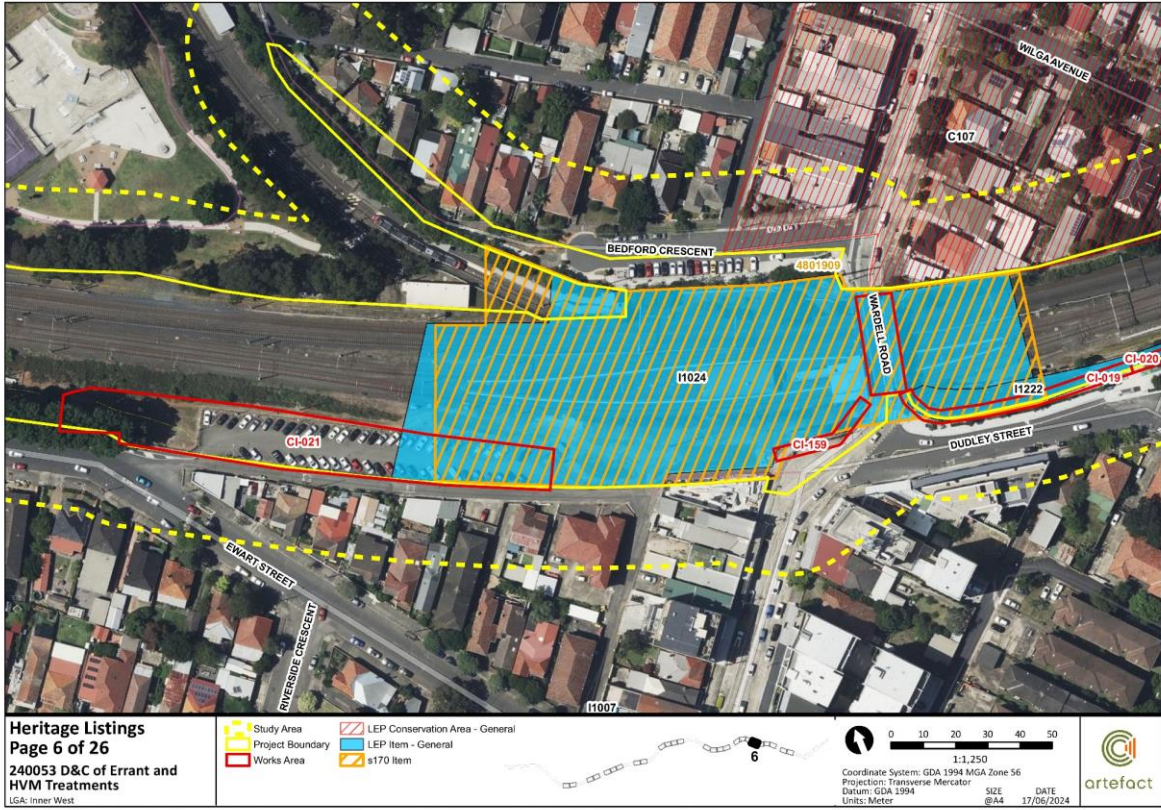 WILGA AVENUE
C107
BEDFORD CRESCENT
4801909
WARDELL ROAD
I1024
I1222
CI-020
CI-019
CI-021
CI-159
DUDLEY STREET
EWART STREET
RIVERSIDE CRESCENT
I1007
Heritage Listings
Page 6 of 26
240053 D&C of Errant and
HVM Treatments
LGA: Inner West
Study Area
Project Boundary
Works Area
LEP Conservation Area - General
LEP Item - General
s170 Item
6
0 10 20 30 40 50
1:1,250
Coordinate System: GDA 1994 MGA Zone 56
Projection: Transverse Mercator
Datum: GDA 1994
Units: Meter
SIZE
@A4
DATE
17/06/2024
artefact